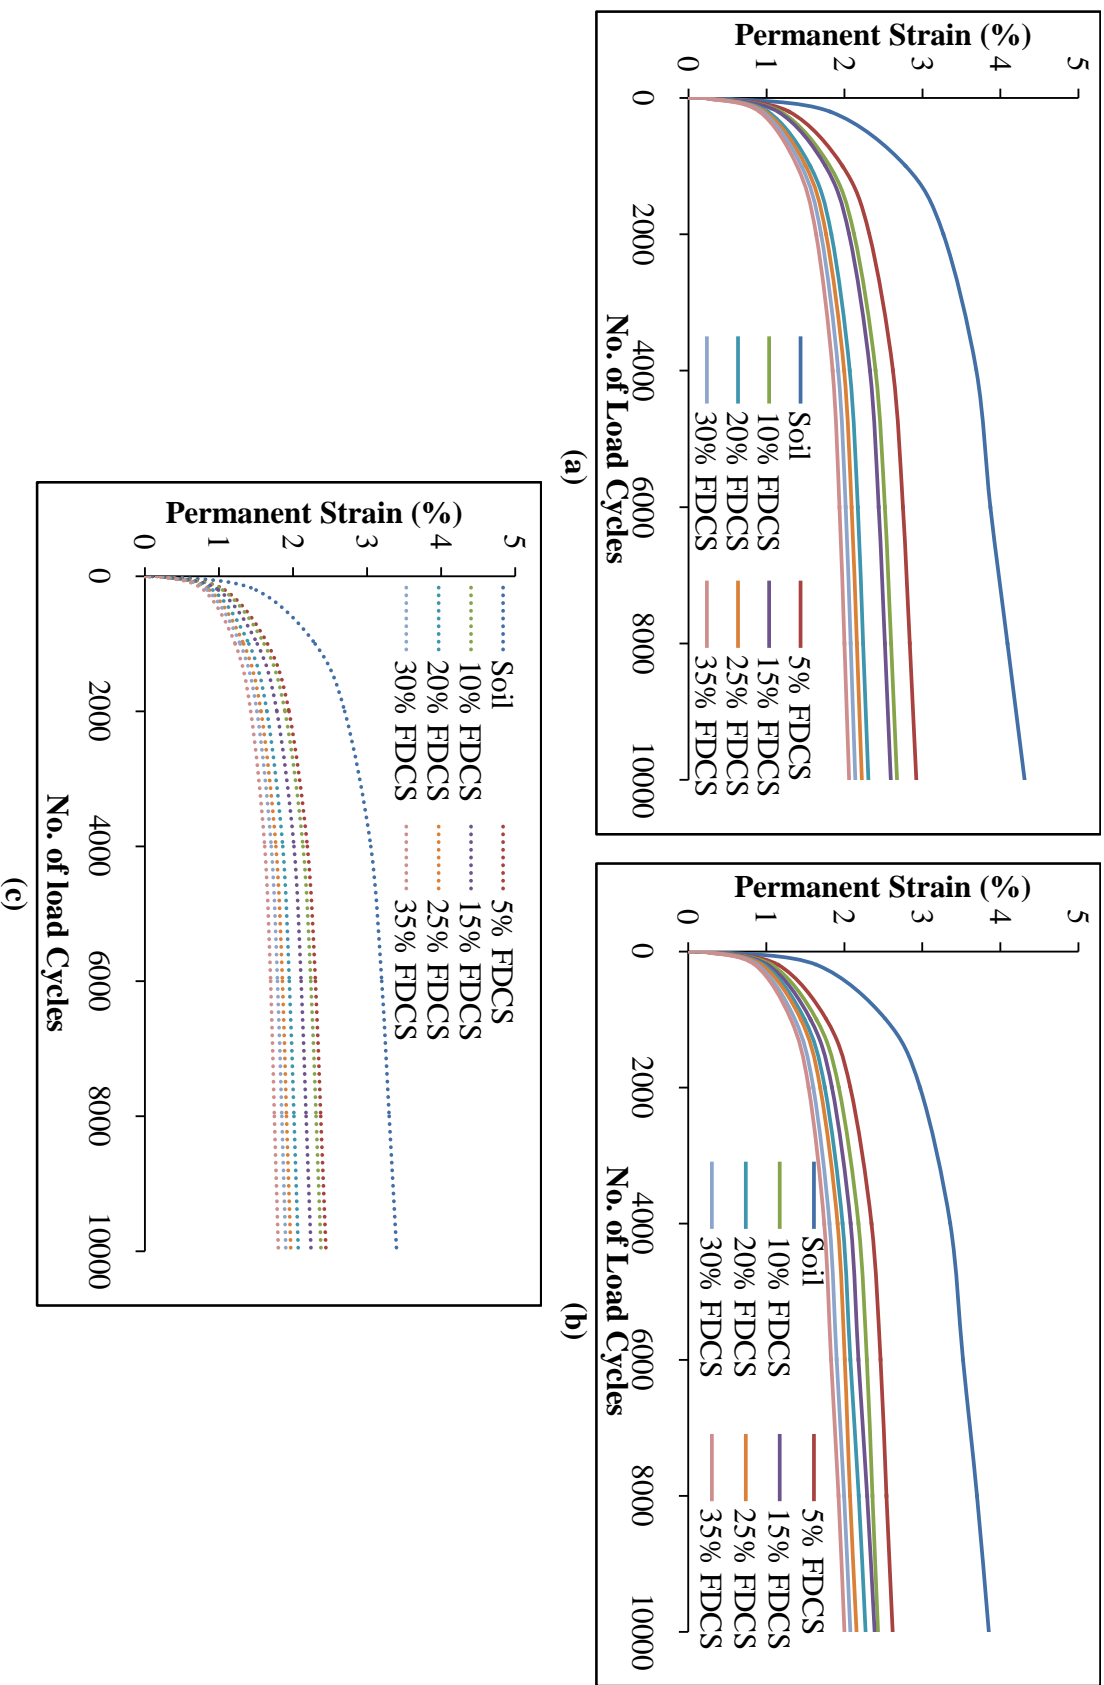 Permanent Strain (%)
5
4
3
2
1
0
0 2000 4000 6000 8000 10000
No. of Load Cycles
Soil 5% FDCS
10% FDCS 15% FDCS
20% FDCS 25% FDCS
30% FDCS 35% FDCS
(a)
Permanent Strain (%)
5
4
3
2
1
0
0 2000 4000 6000 8000 10000
No. of Load Cycles
Soil 5% FDCS
10% FDCS 15% FDCS
20% FDCS 25% FDCS
30% FDCS 35% FDCS
(b)
Permanent Strain (%)
5
4
3
2
1
0
0 2000 4000 6000 8000 10000
No. of load Cycles
Soil 5% FDCS
10% FDCS 15% FDCS
20% FDCS 25% FDCS
30% FDCS 35% FDCS
(c)